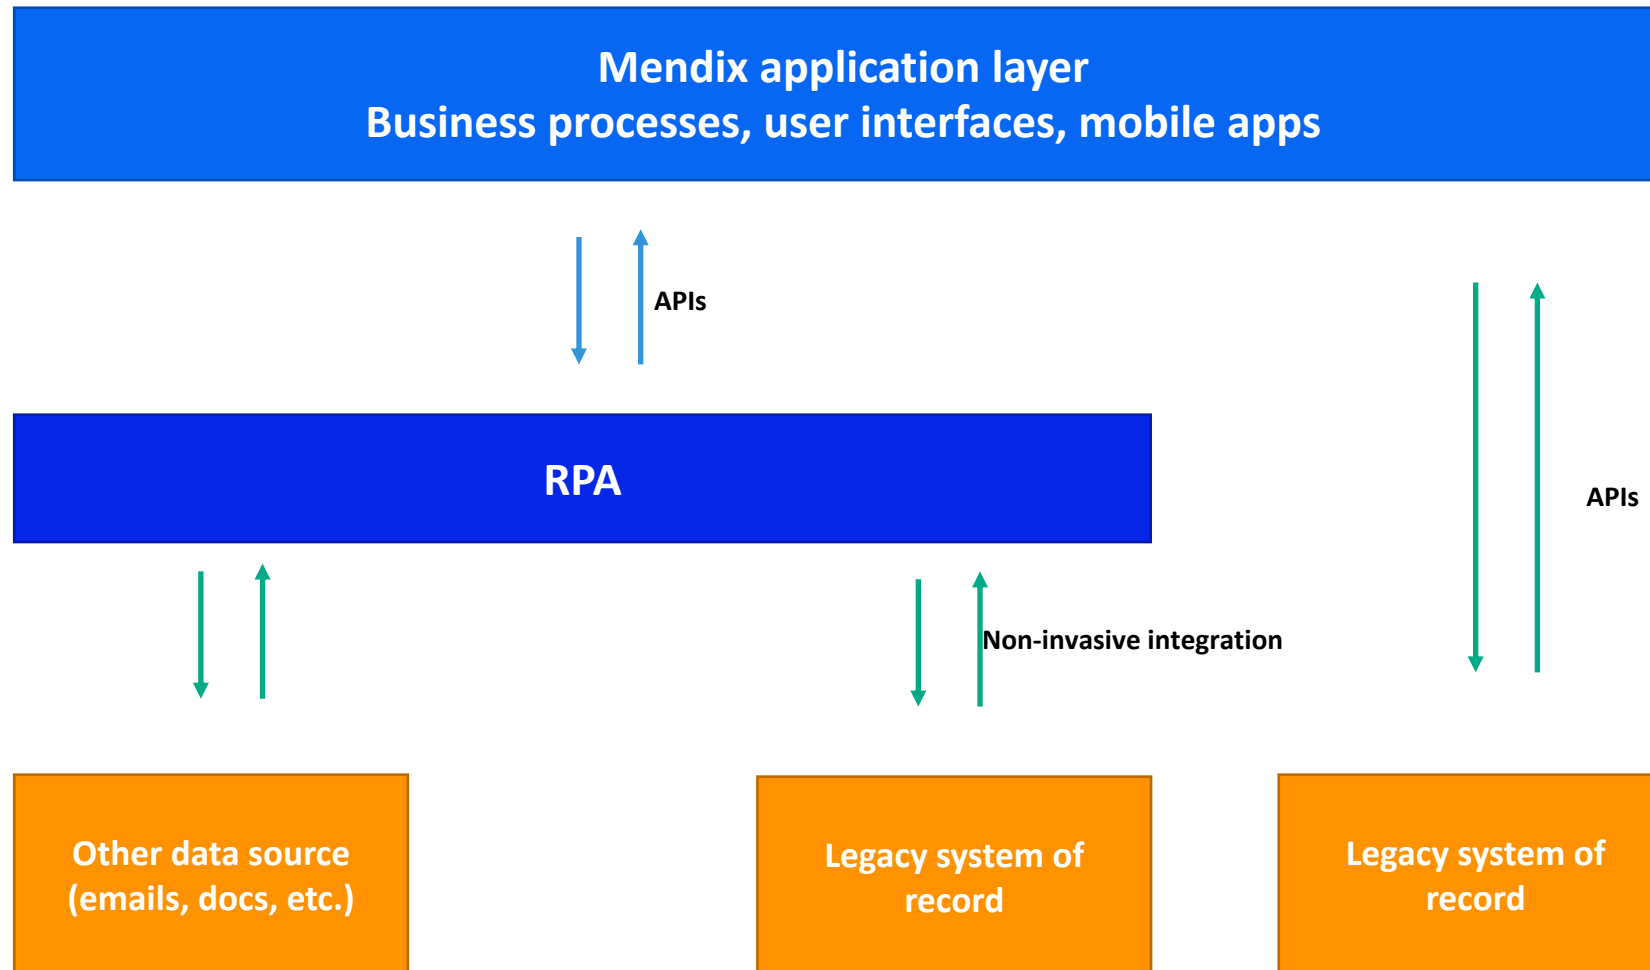 Mendix application layer
Business processes, user interfaces, mobile apps
APIs
RPA
APIs
Non-invasive integration
Other data source
(emails, docs, etc.)
Legacy system of
record
Legacy system of
record